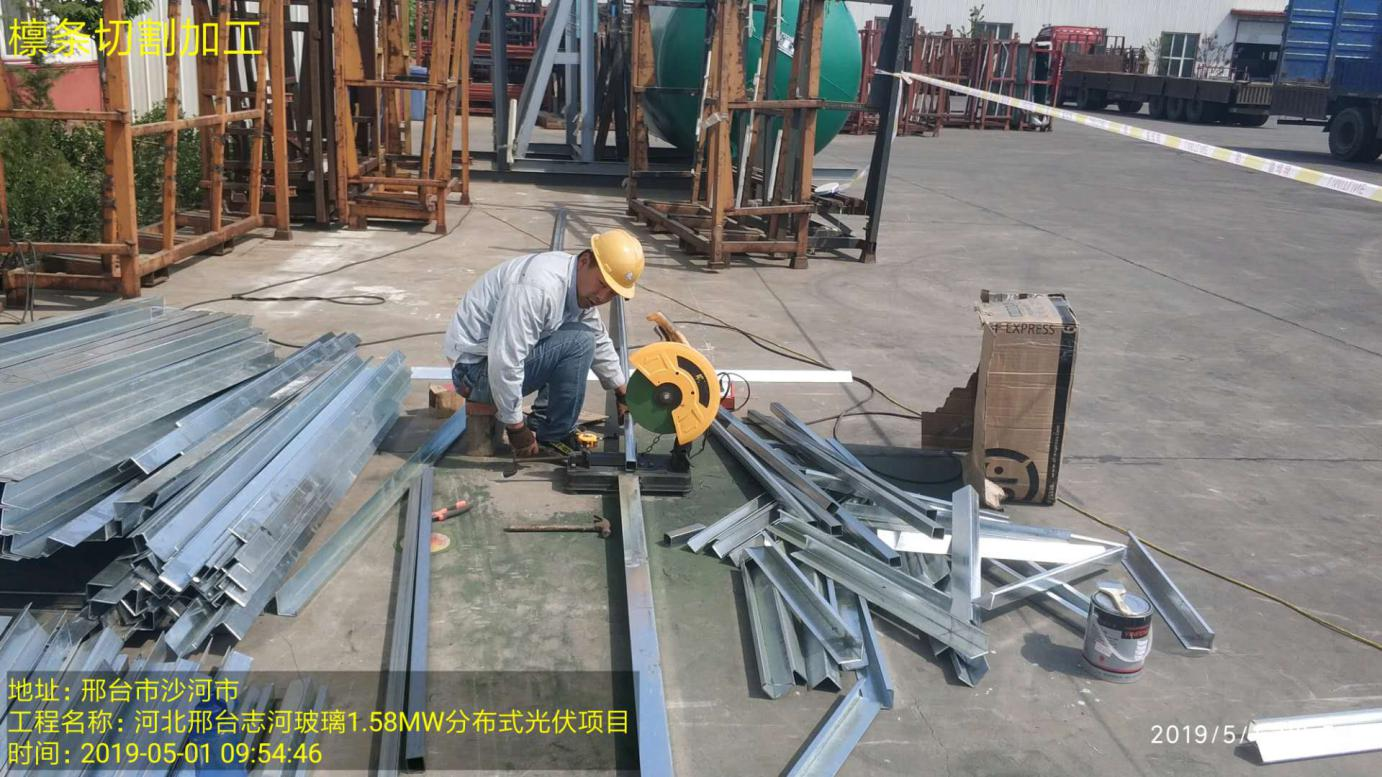 檩条切割加工
F EXPRESS
地址：邢台市沙河市
工程名称：河北邢台志河玻璃1.58MW分布式光伏项目
时间：2019-05-01 09:54:46
2019/5/